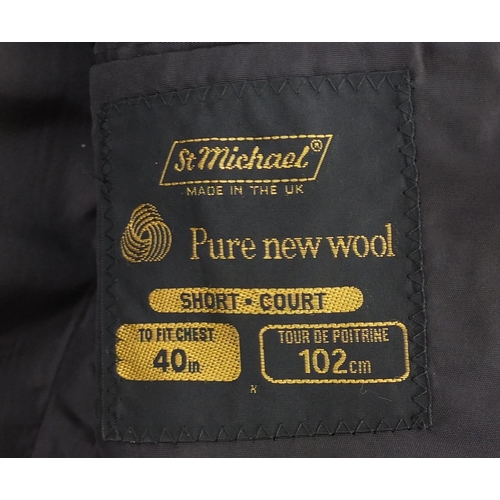 St Michael®
MADE IN THE UK
Pure new wool
SHORT • COURT
TO FIT CHEST
40in
TOUR DE POITRINE
102cm